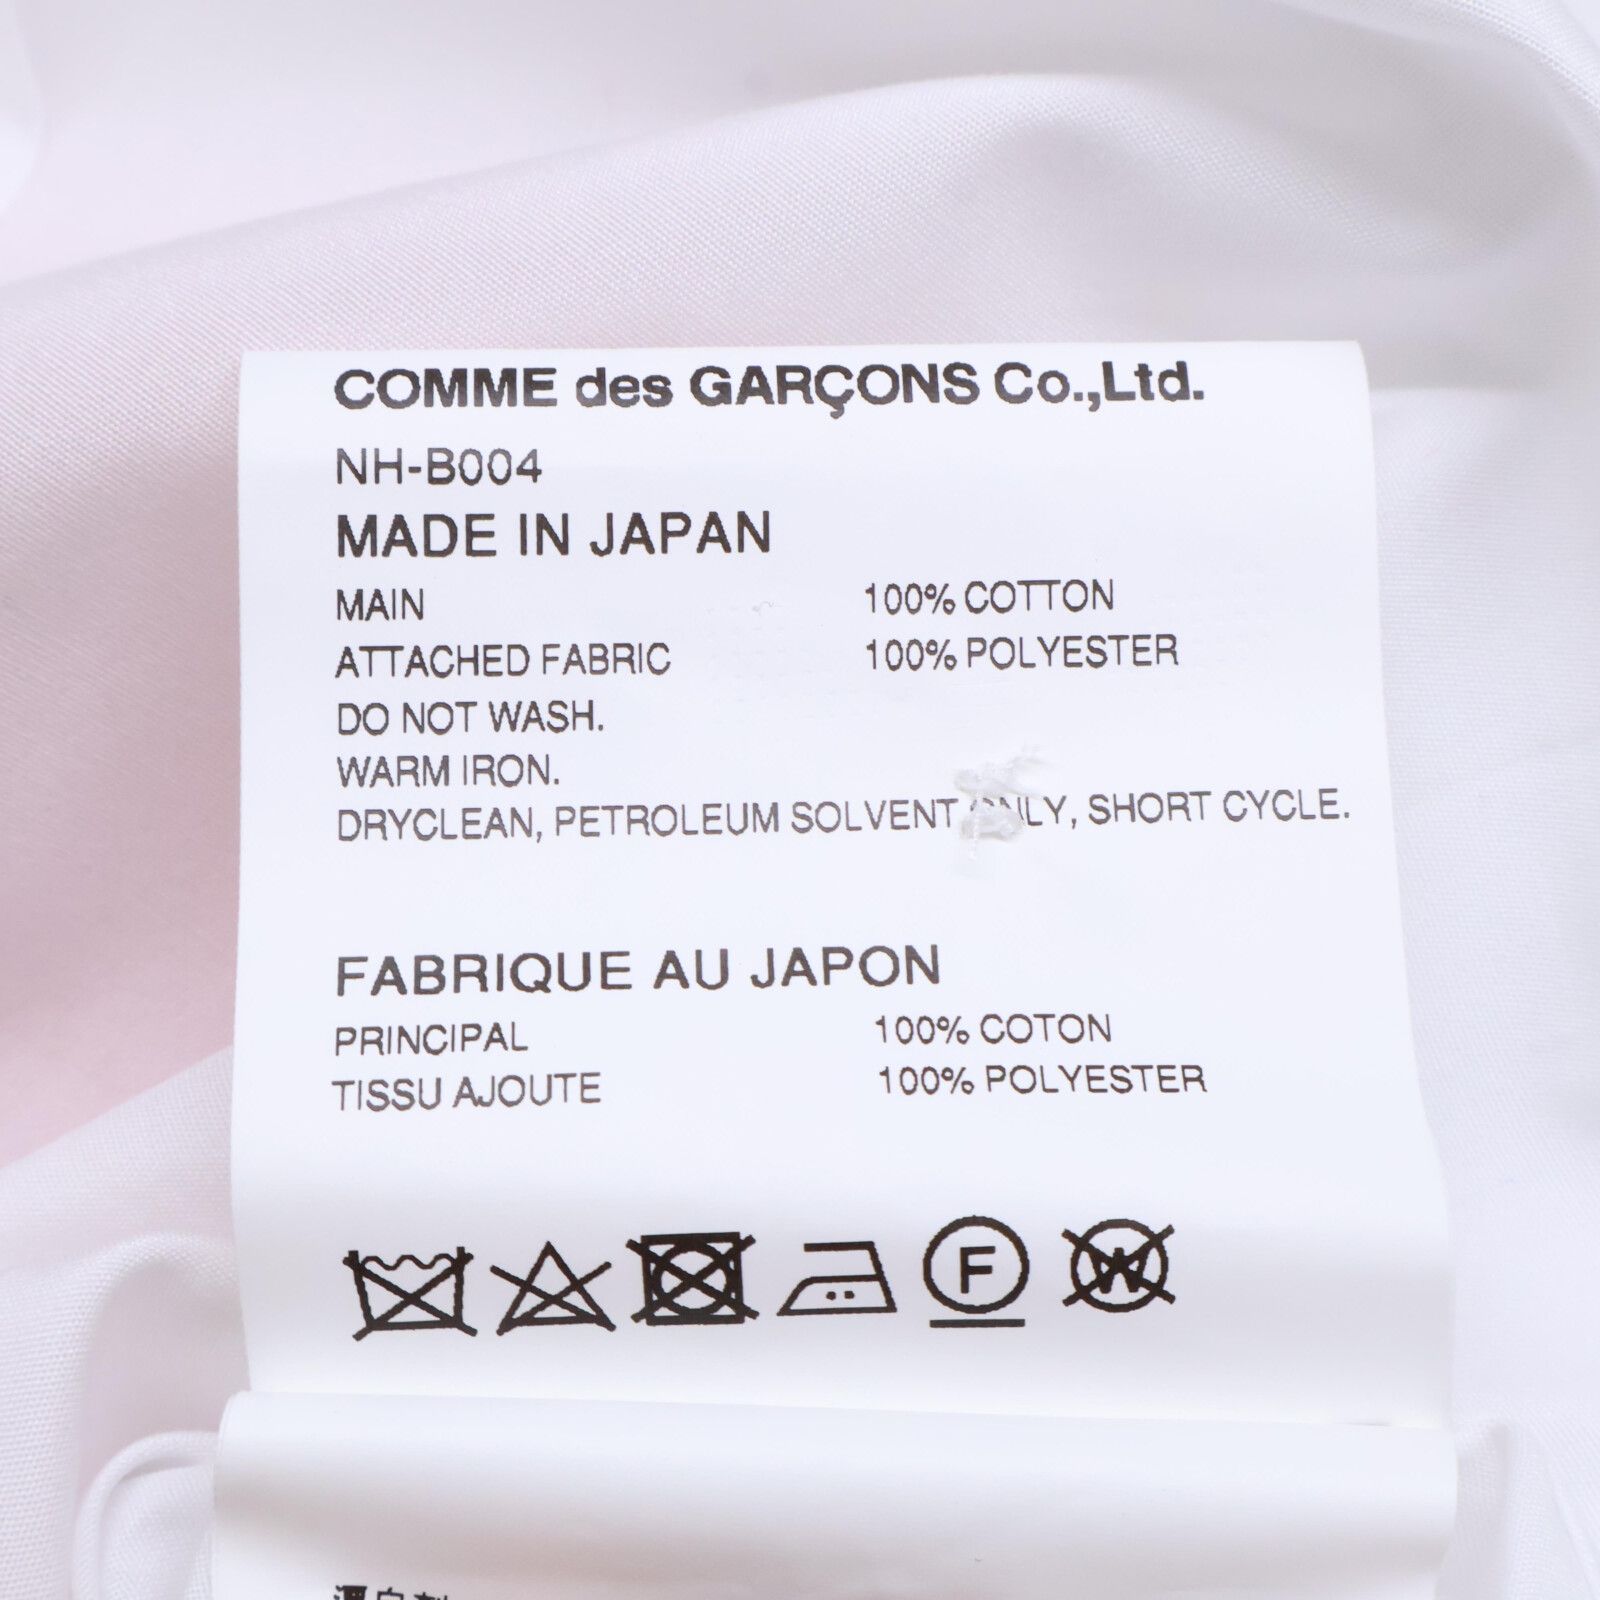 COMME des GARÇONS Co.,Ltd.
NH-B004
MADE IN JAPAN
MAIN 100% COTTON
ATTACHED FABRIC 100% POLYESTER
DO NOT WASH.
WARM IRON.
DRYCLEAN, PETROLEUM SOLVENT ONLY, SHORT CYCLE.
FABRIQUE AU JAPON
PRINCIPAL 100% COTON
TISSU AJOUTE 100% POLYESTER
F W